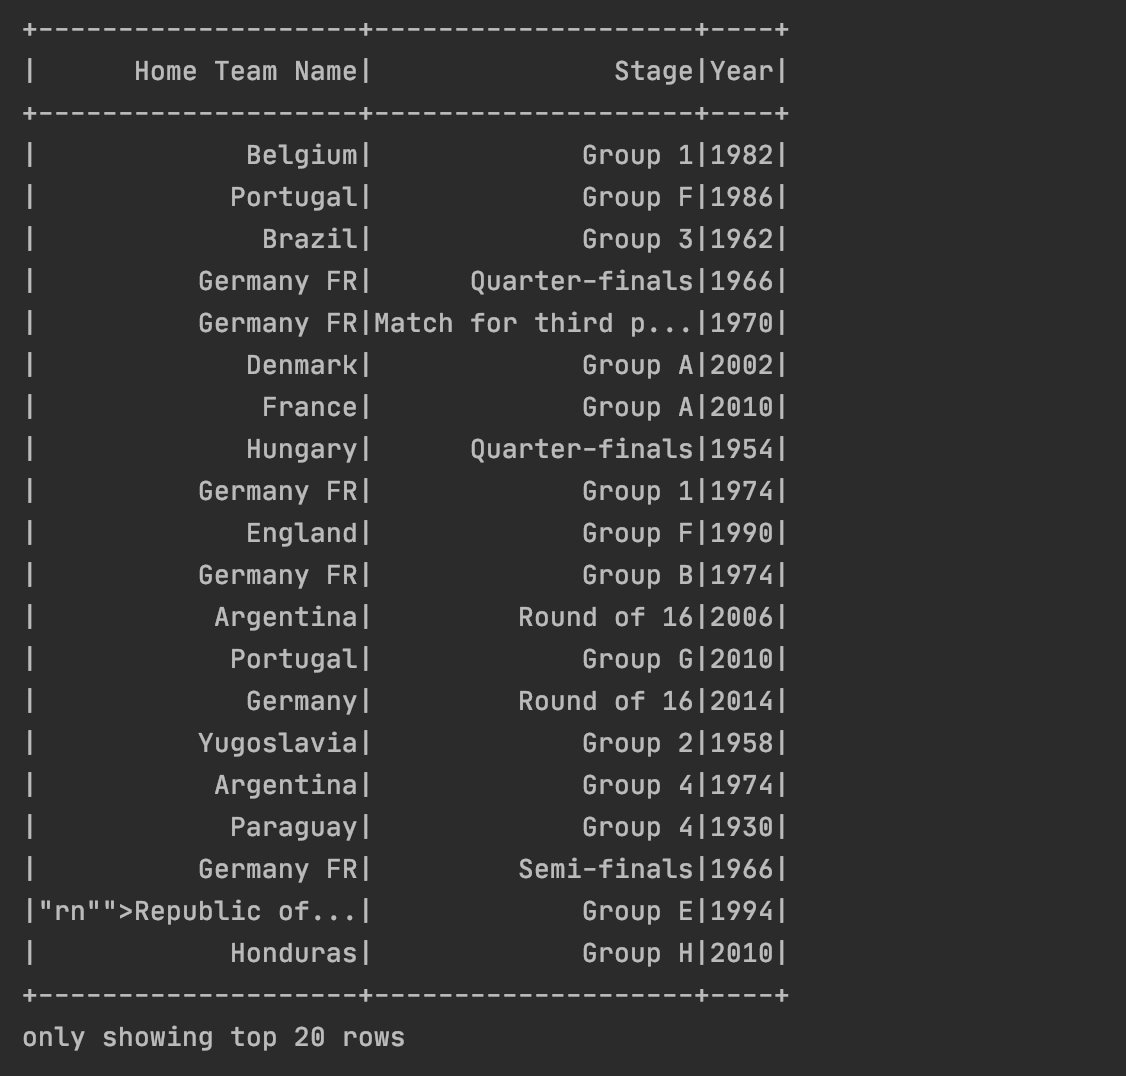 +--------------------+--------------------+----+
|      Home Team Name|               Stage|Year|
+--------------------+--------------------+----+
|             Belgium|             Group 1|1982|
|            Portugal|             Group F|1986|
|              Brazil|             Group 3|1962|
|          Germany FR|      Quarter-finals|1966|
|          Germany FR|Match for third p...|1970|
|             Denmark|             Group A|2002|
|              France|             Group A|2010|
|             Hungary|      Quarter-finals|1954|
|          Germany FR|             Group 1|1974|
|             England|             Group F|1990|
|          Germany FR|             Group B|1974|
|           Argentina|         Round of 16|2006|
|            Portugal|             Group G|2010|
|             Germany|         Round of 16|2014|
|          Yugoslavia|             Group 2|1958|
|           Argentina|             Group 4|1974|
|            Paraguay|             Group 4|1930|
|          Germany FR|         Semi-finals|1966|
|"rn"">Republic of...|             Group E|1994|
|            Honduras|             Group H|2010|
+--------------------+--------------------+----+
only showing top 20 rows